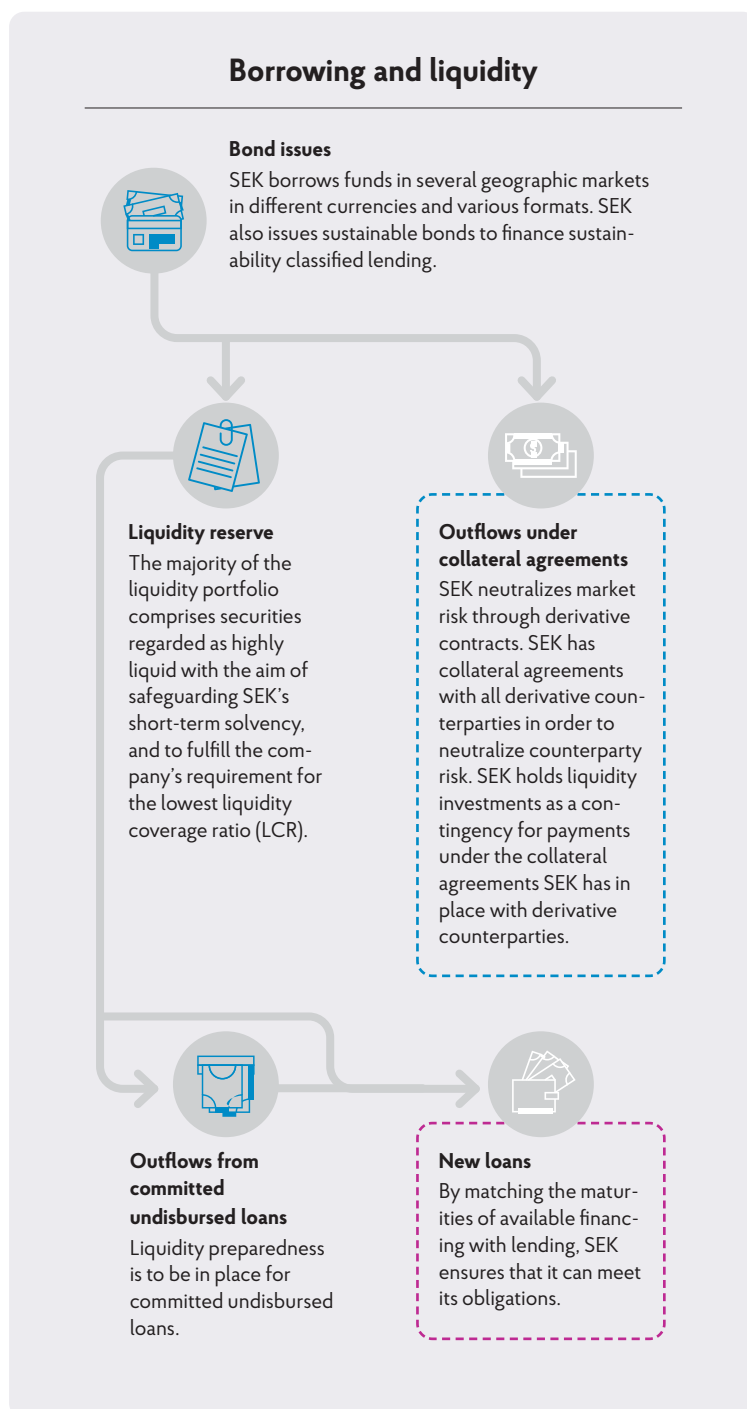 Borrowing and liquidity
Bond issues
SEK borrows funds in several geographic markets
in different currencies and various formats. SEK
also issues sustainable bonds to finance sustain-
ability classified lending.
Liquidity reserve
The majority of the
liquidity portfolio
comprises securities
regarded as highly
liquid with the aim of
safeguarding SEK’s
short-term solvency,
and to fulfill the com-
pany’s requirement for
the lowest liquidity
coverage ratio (LCR).
Outflows under
collateral agreements
SEK neutralizes market
risk through derivative
contracts. SEK has
collateral agreements
with all derivative coun-
terparties in order to
neutralize counterparty
risk. SEK holds liquidity
investments as a con-
tingency for payments
under the collateral
agreements SEK has in
place with derivative
counterparties.
Outflows from
committed
undisbursed loans
Liquidity preparedness
is to be in place for
committed undisbursed
loans.
New loans
By matching the matur-
ities of available financ-
ing with lending, SEK
ensures that it can meet
its obligations.